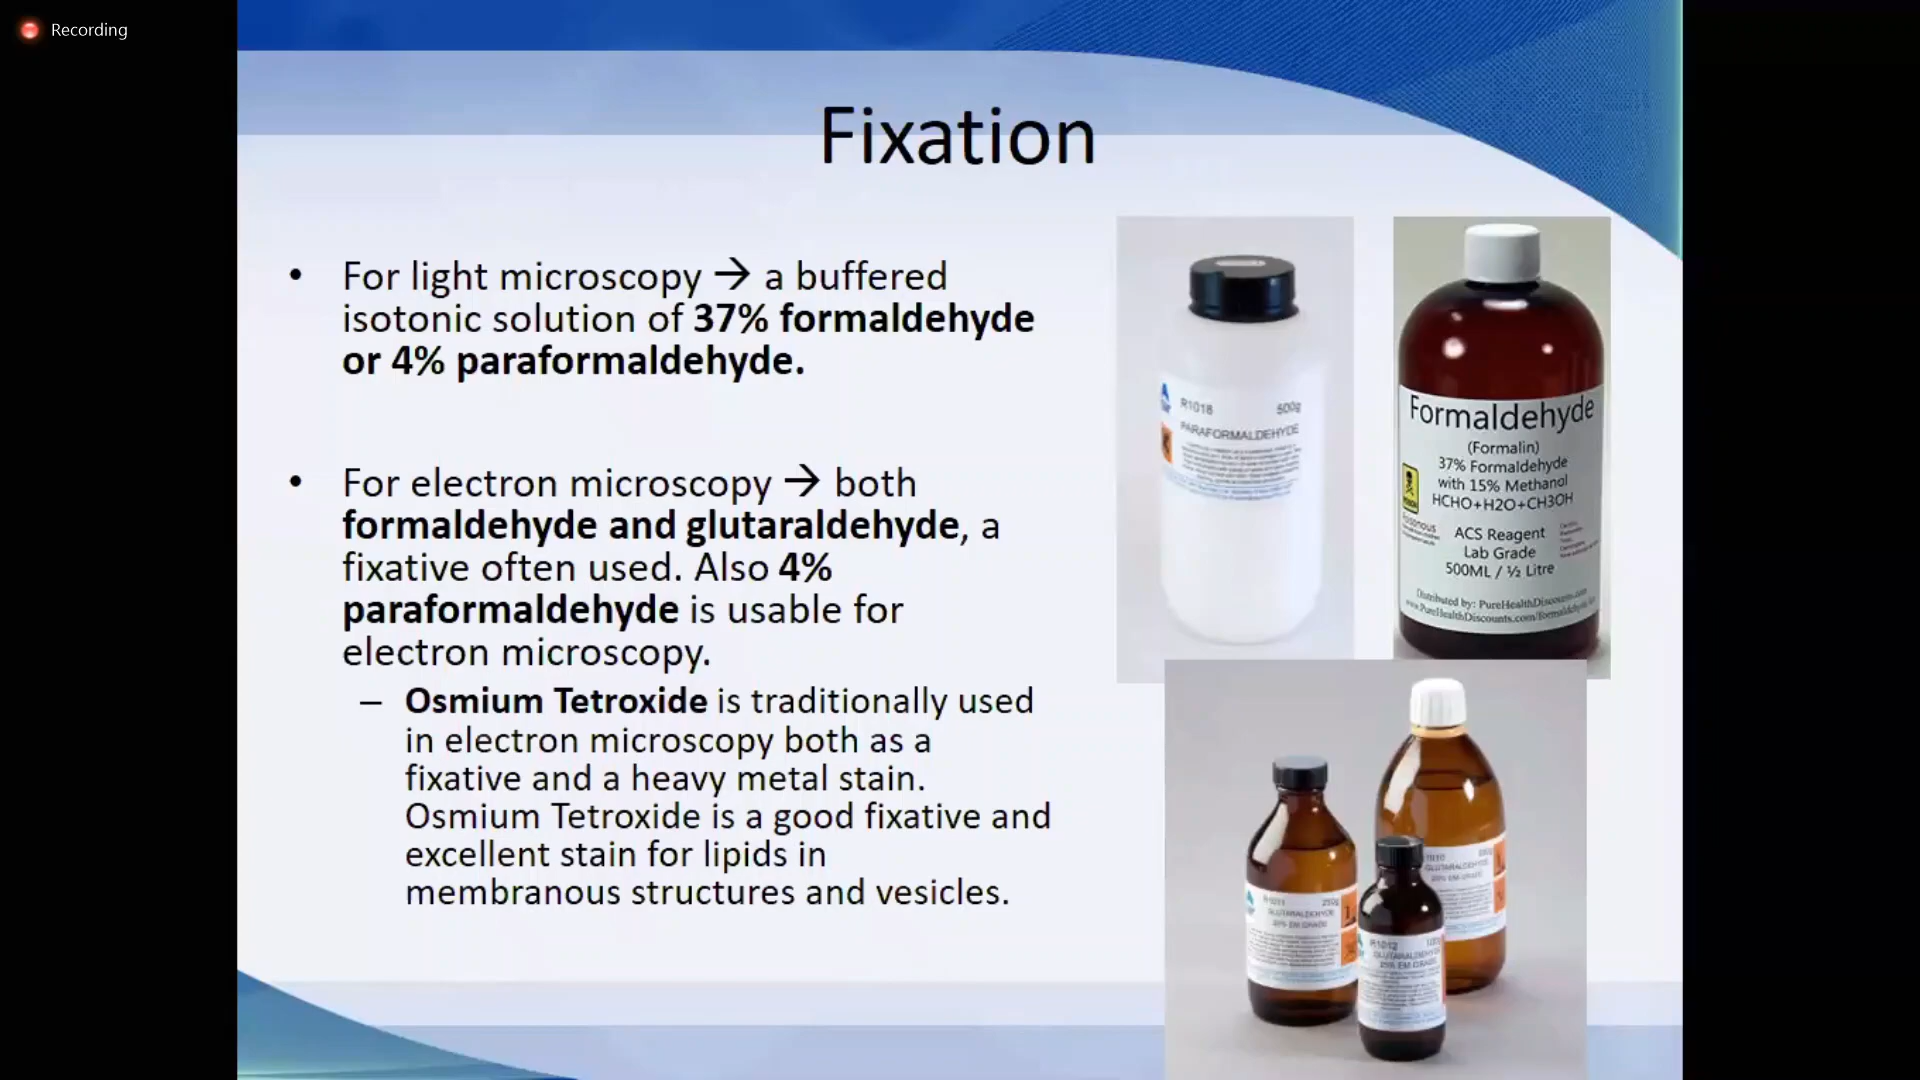 Recording
Fixation
• For light microscopy → a buffered
isotonic solution of 37% formaldehyde
or 4% paraformaldehyde.
• For electron microscopy → both
formaldehyde and glutaraldehyde, a
fixative often used. Also 4%
paraformaldehyde is usable for
electron microscopy.
– Osmium Tetroxide is traditionally used
in electron microscopy both as a
fixative and a heavy metal stain.
Osmium Tetroxide is a good fixative and
excellent stain for lipids in
membranous structures and vesicles.
R1018 500g
PARAFORMALDEHYDE
Formaldehyde
(Formalin)
37% Formaldehyde
with 15% Methanol
HCHO+H2O+CH3OH
Poisonous
ACS Reagent
Lab Grade
500ML / ½ Litre
Distributed by: PureHealthDiscounts.com
GLUTARALDEHYDE
25% EM GRADE
R1011 250g
GLUTARALDEHYDE
25% EM GRADE
R1012 100g
GLUTARALDEHYDE
25% EM GRADE